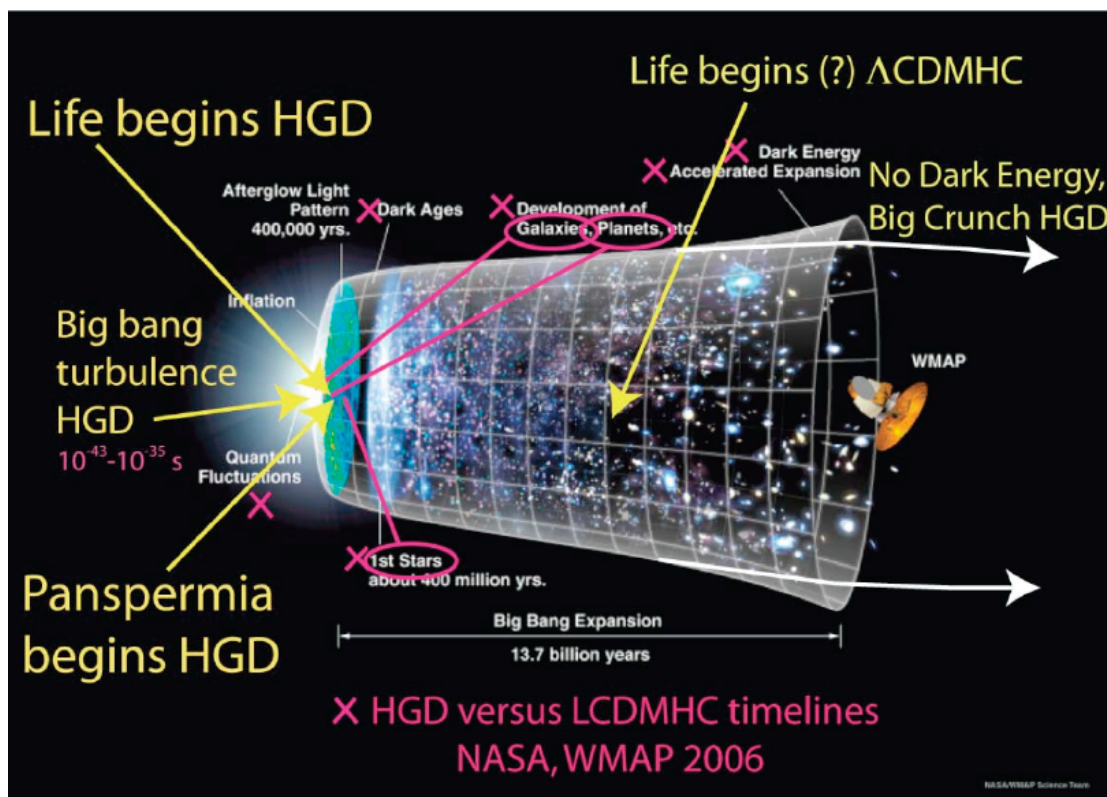 Life begins (?) ΛCDMHC
Life begins HGD
Dark Energy
Accelerated Expansion
No Dark Energy,
Big Crunch HGD
Afterglow Light
Pattern
400,000 yrs.
Dark Ages
Development of
Galaxies, Planets, etc.
Inflation
Big bang
turbulence
HGD
10⁻⁴³-10⁻³⁵ s
WMAP
Quantum
Fluctuations
1st Stars
about 400 million yrs.
Panspermia
begins HGD
Big Bang Expansion
13.7 billion years
X HGD versus LCDMHC timelines
NASA, WMAP 2006
NASA/WMAP Science Team